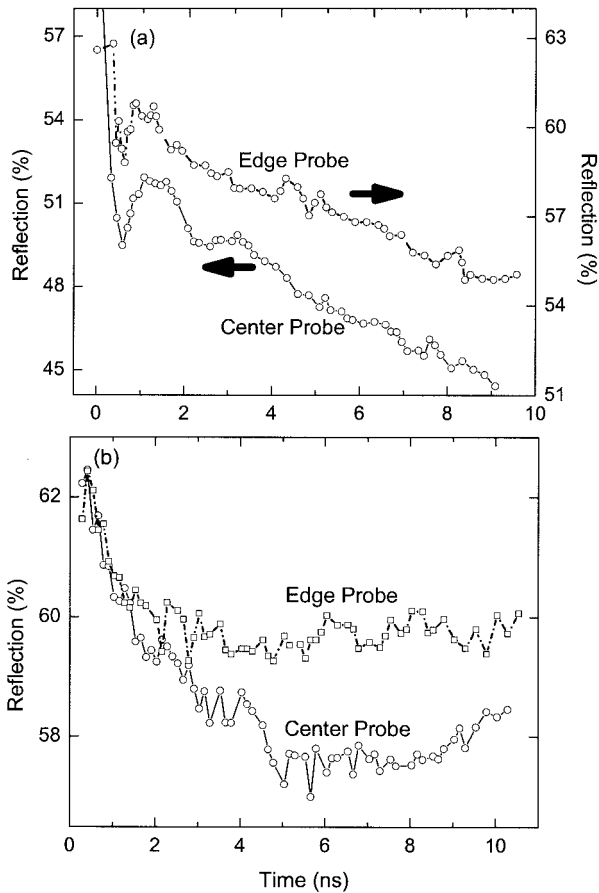 (a)
57
54
51
48
45
Reflection (%)
63
60
57
54
51
Reflection (%)
Edge Probe
Center Probe
0 2 4 6 8 10
(b)
62
60
58
Reflection (%)
Edge Probe
Center Probe
0 2 4 6 8 10
Time (ns)